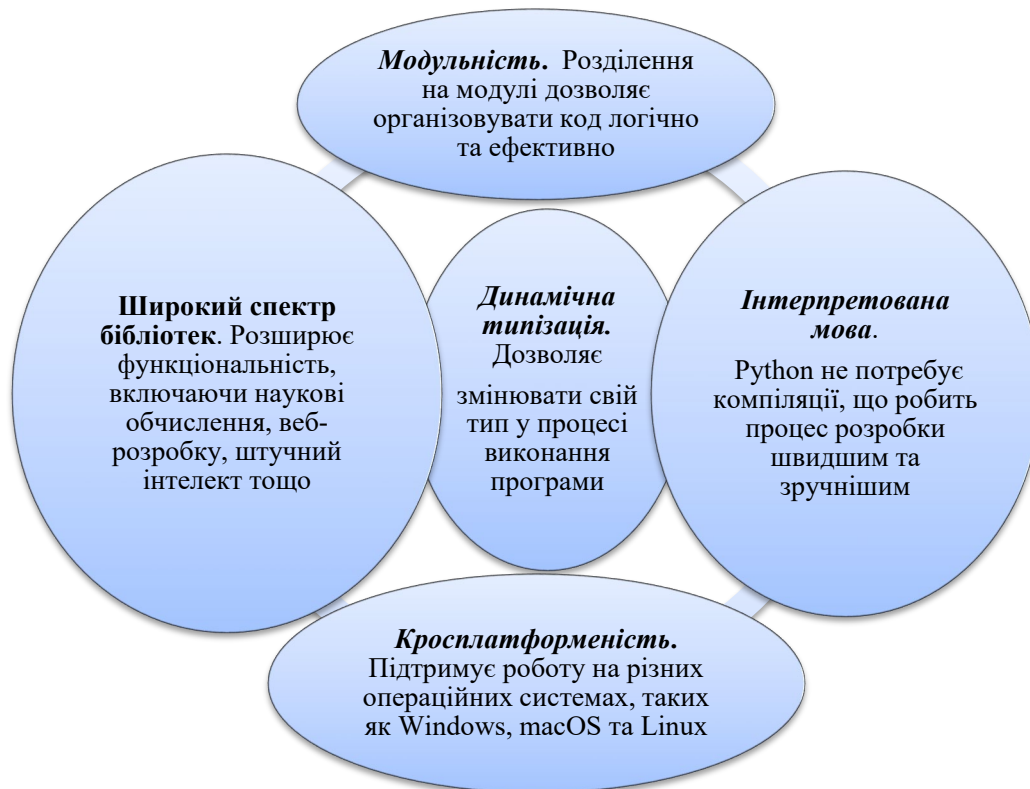 Модульність. Розділення
на модулі дозволяє
організовувати код логічно
та ефективно
Широкий спектр
бібліотек. Розширює
функціональність,
включаючи наукові
обчислення, веб-
розробку, штучний
інтелект тощо
Динамічна
типізація.
Дозволяє
змінювати свій
тип у процесі
виконання
програми
Інтерпретована
мова.
Python не потребує
компіляції, що робить
процес розробки
швидшим та
зручнішим
Кросплатформеність.
Підтримує роботу на різних
операційних системах, таких
як Windows, macOS та Linux